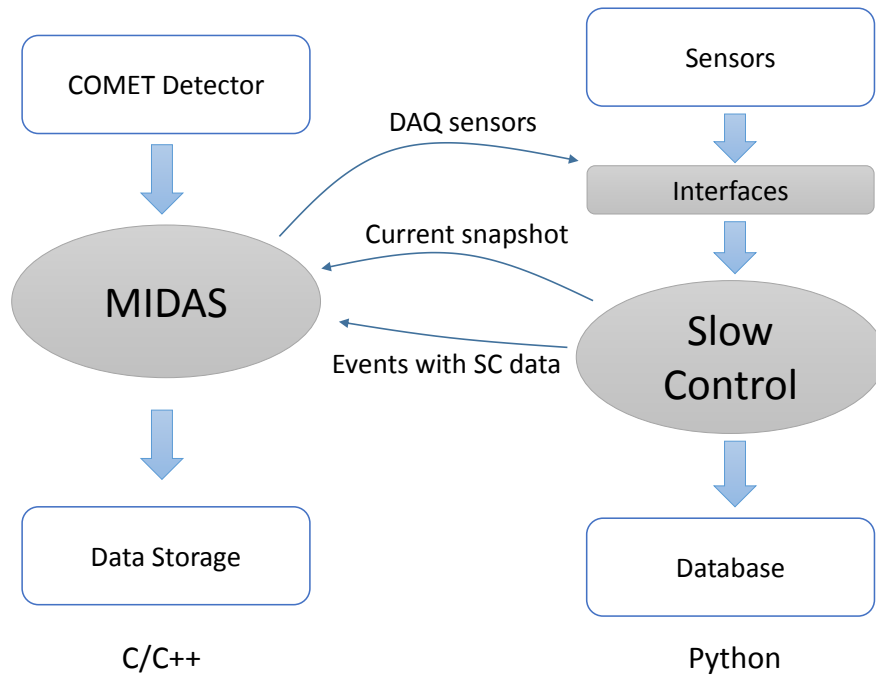 COMET Detector
Sensors
DAQ sensors
Interfaces
Current snapshot
MIDAS
Slow
Control
Events with SC data
Data Storage
Database
C/C++
Python